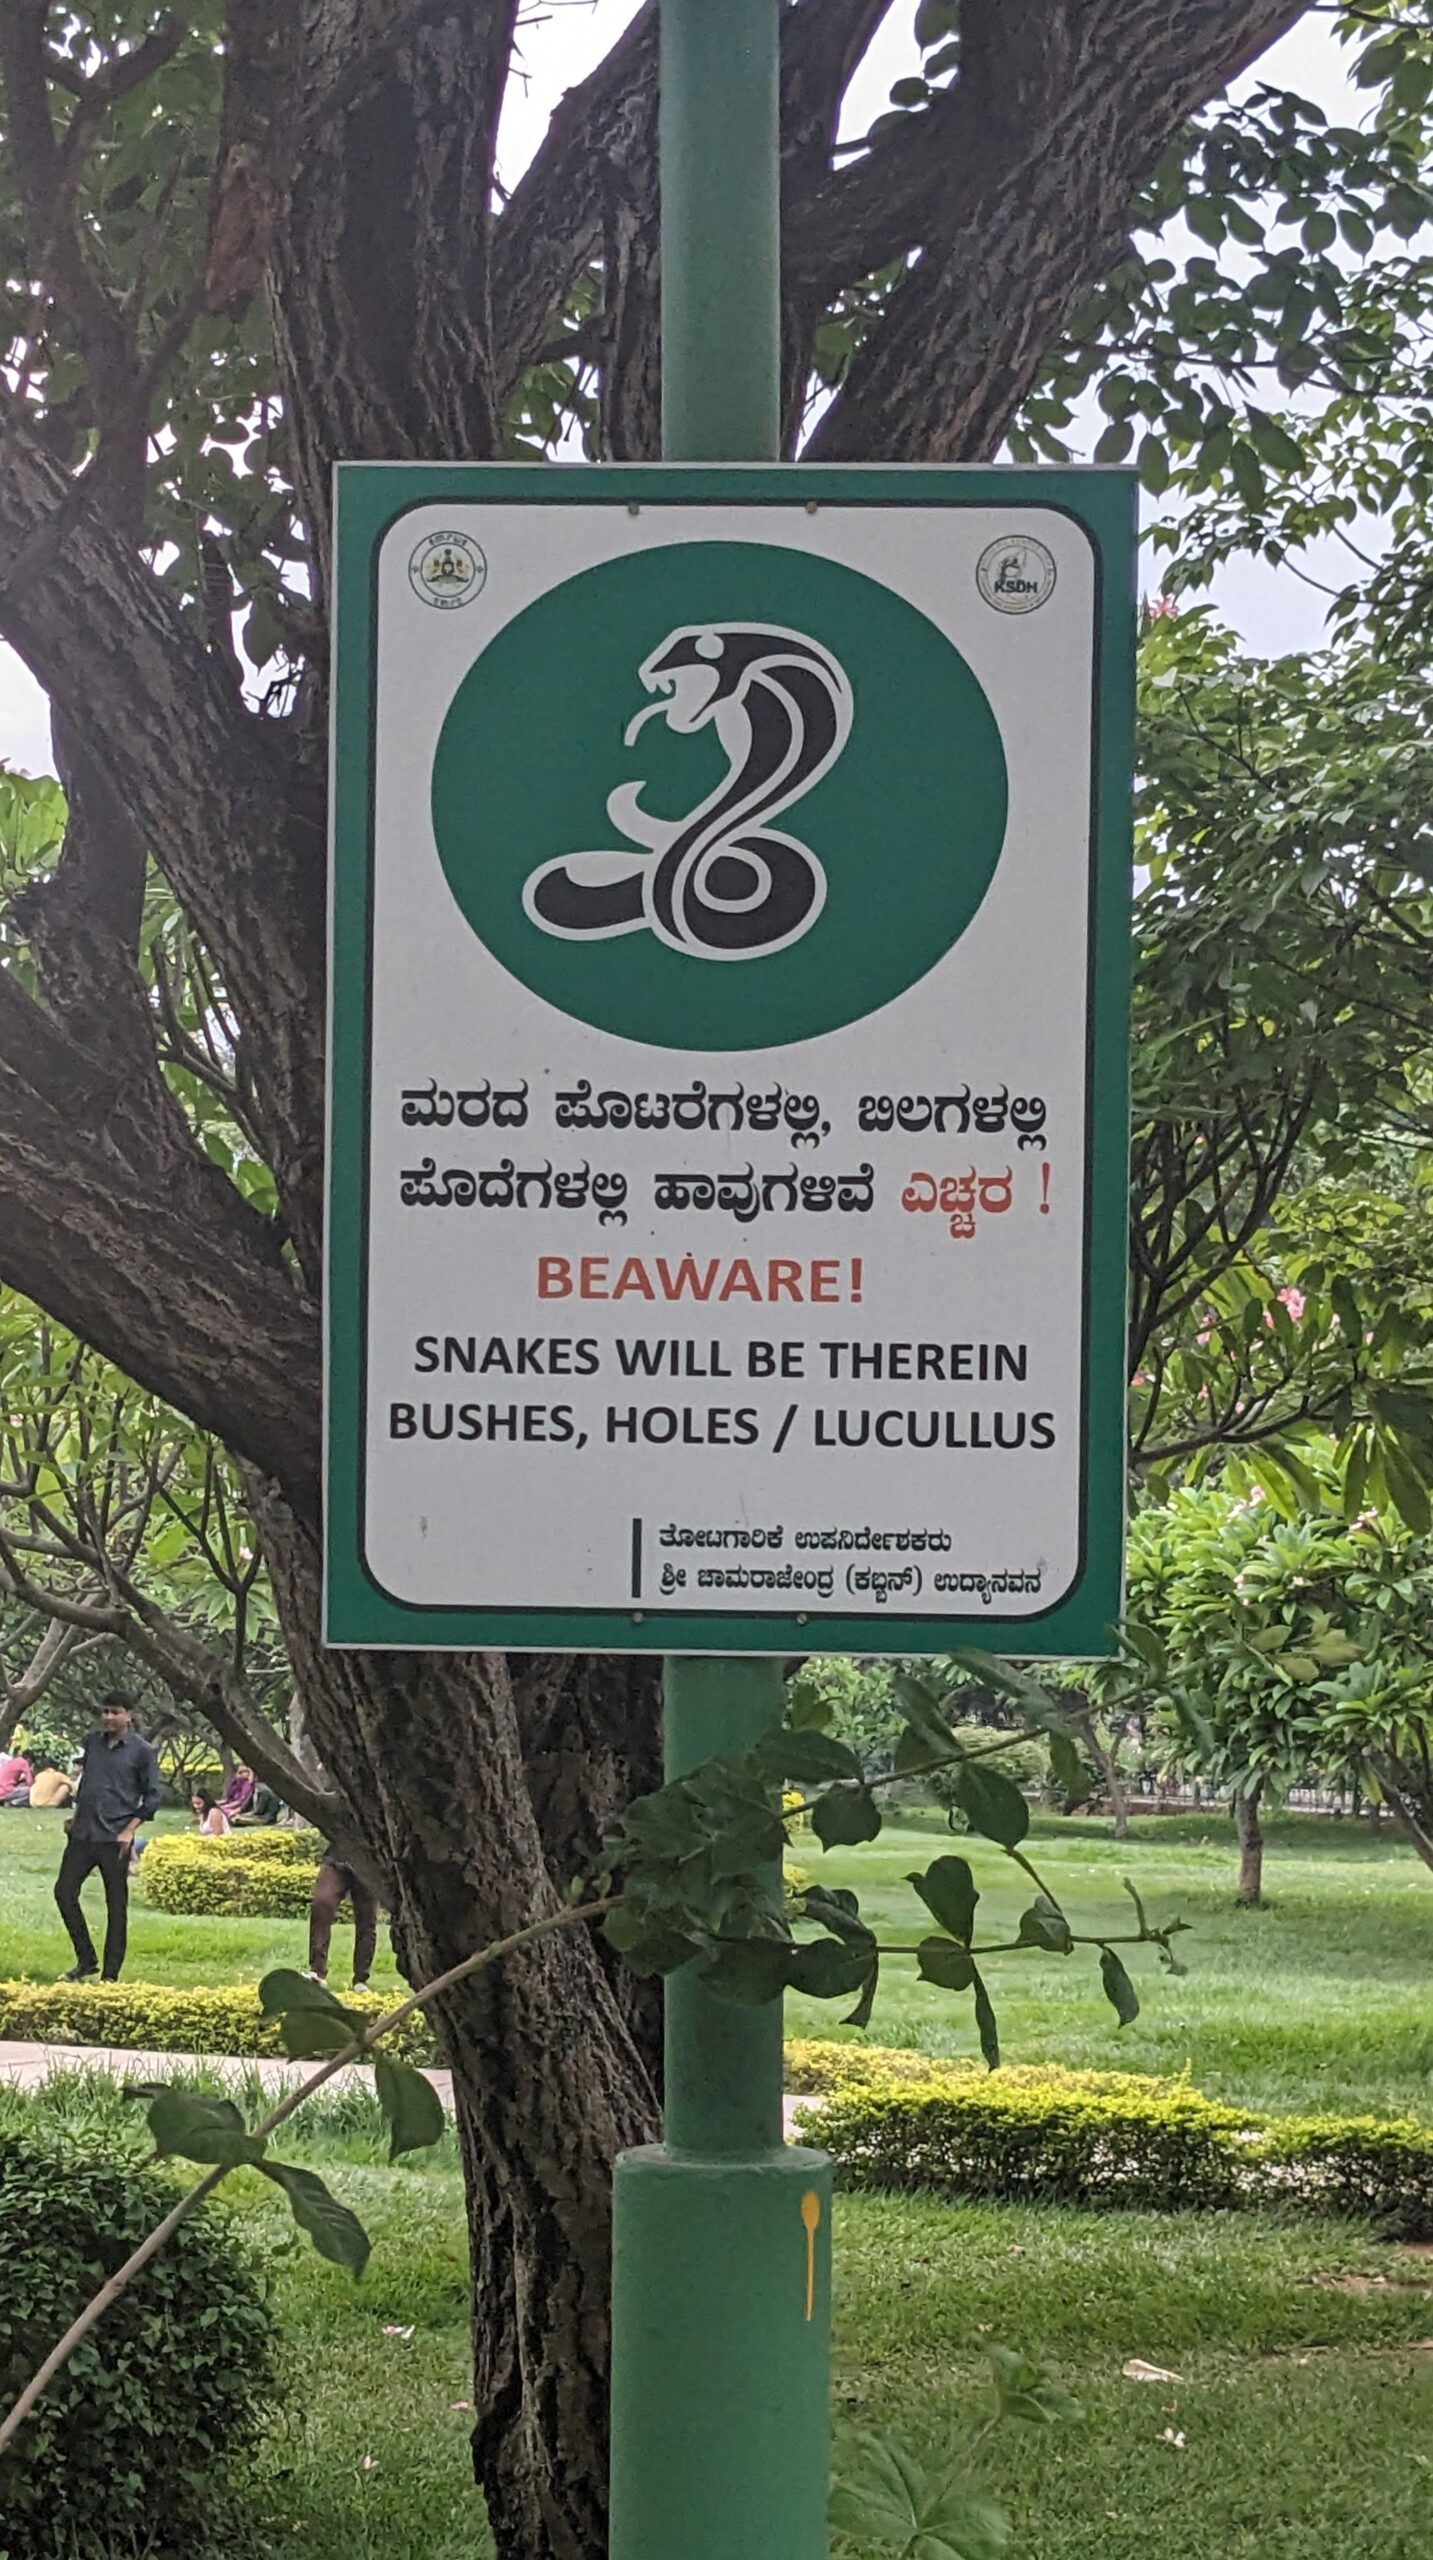 KSDH
ಮರದ ಪೊಟರೆಗಳಲ್ಲಿ, ಬಿಲಗಳಲ್ಲಿ
ಪೊದೆಗಳಲ್ಲಿ ಹಾವುಗಳಿವೆ ಎಚ್ಚರ !
BEAWARE!
SNAKES WILL BE THEREIN
BUSHES, HOLES / LUCULLUS
ತೋಟಗಾರಿಕೆ ಉಪನಿರ್ದೇಶಕರು
ಶ್ರೀ ಚಾಮರಾಜೇಂದ್ರ (ಕಬ್ಬನ್) ಉದ್ಯಾನವನ